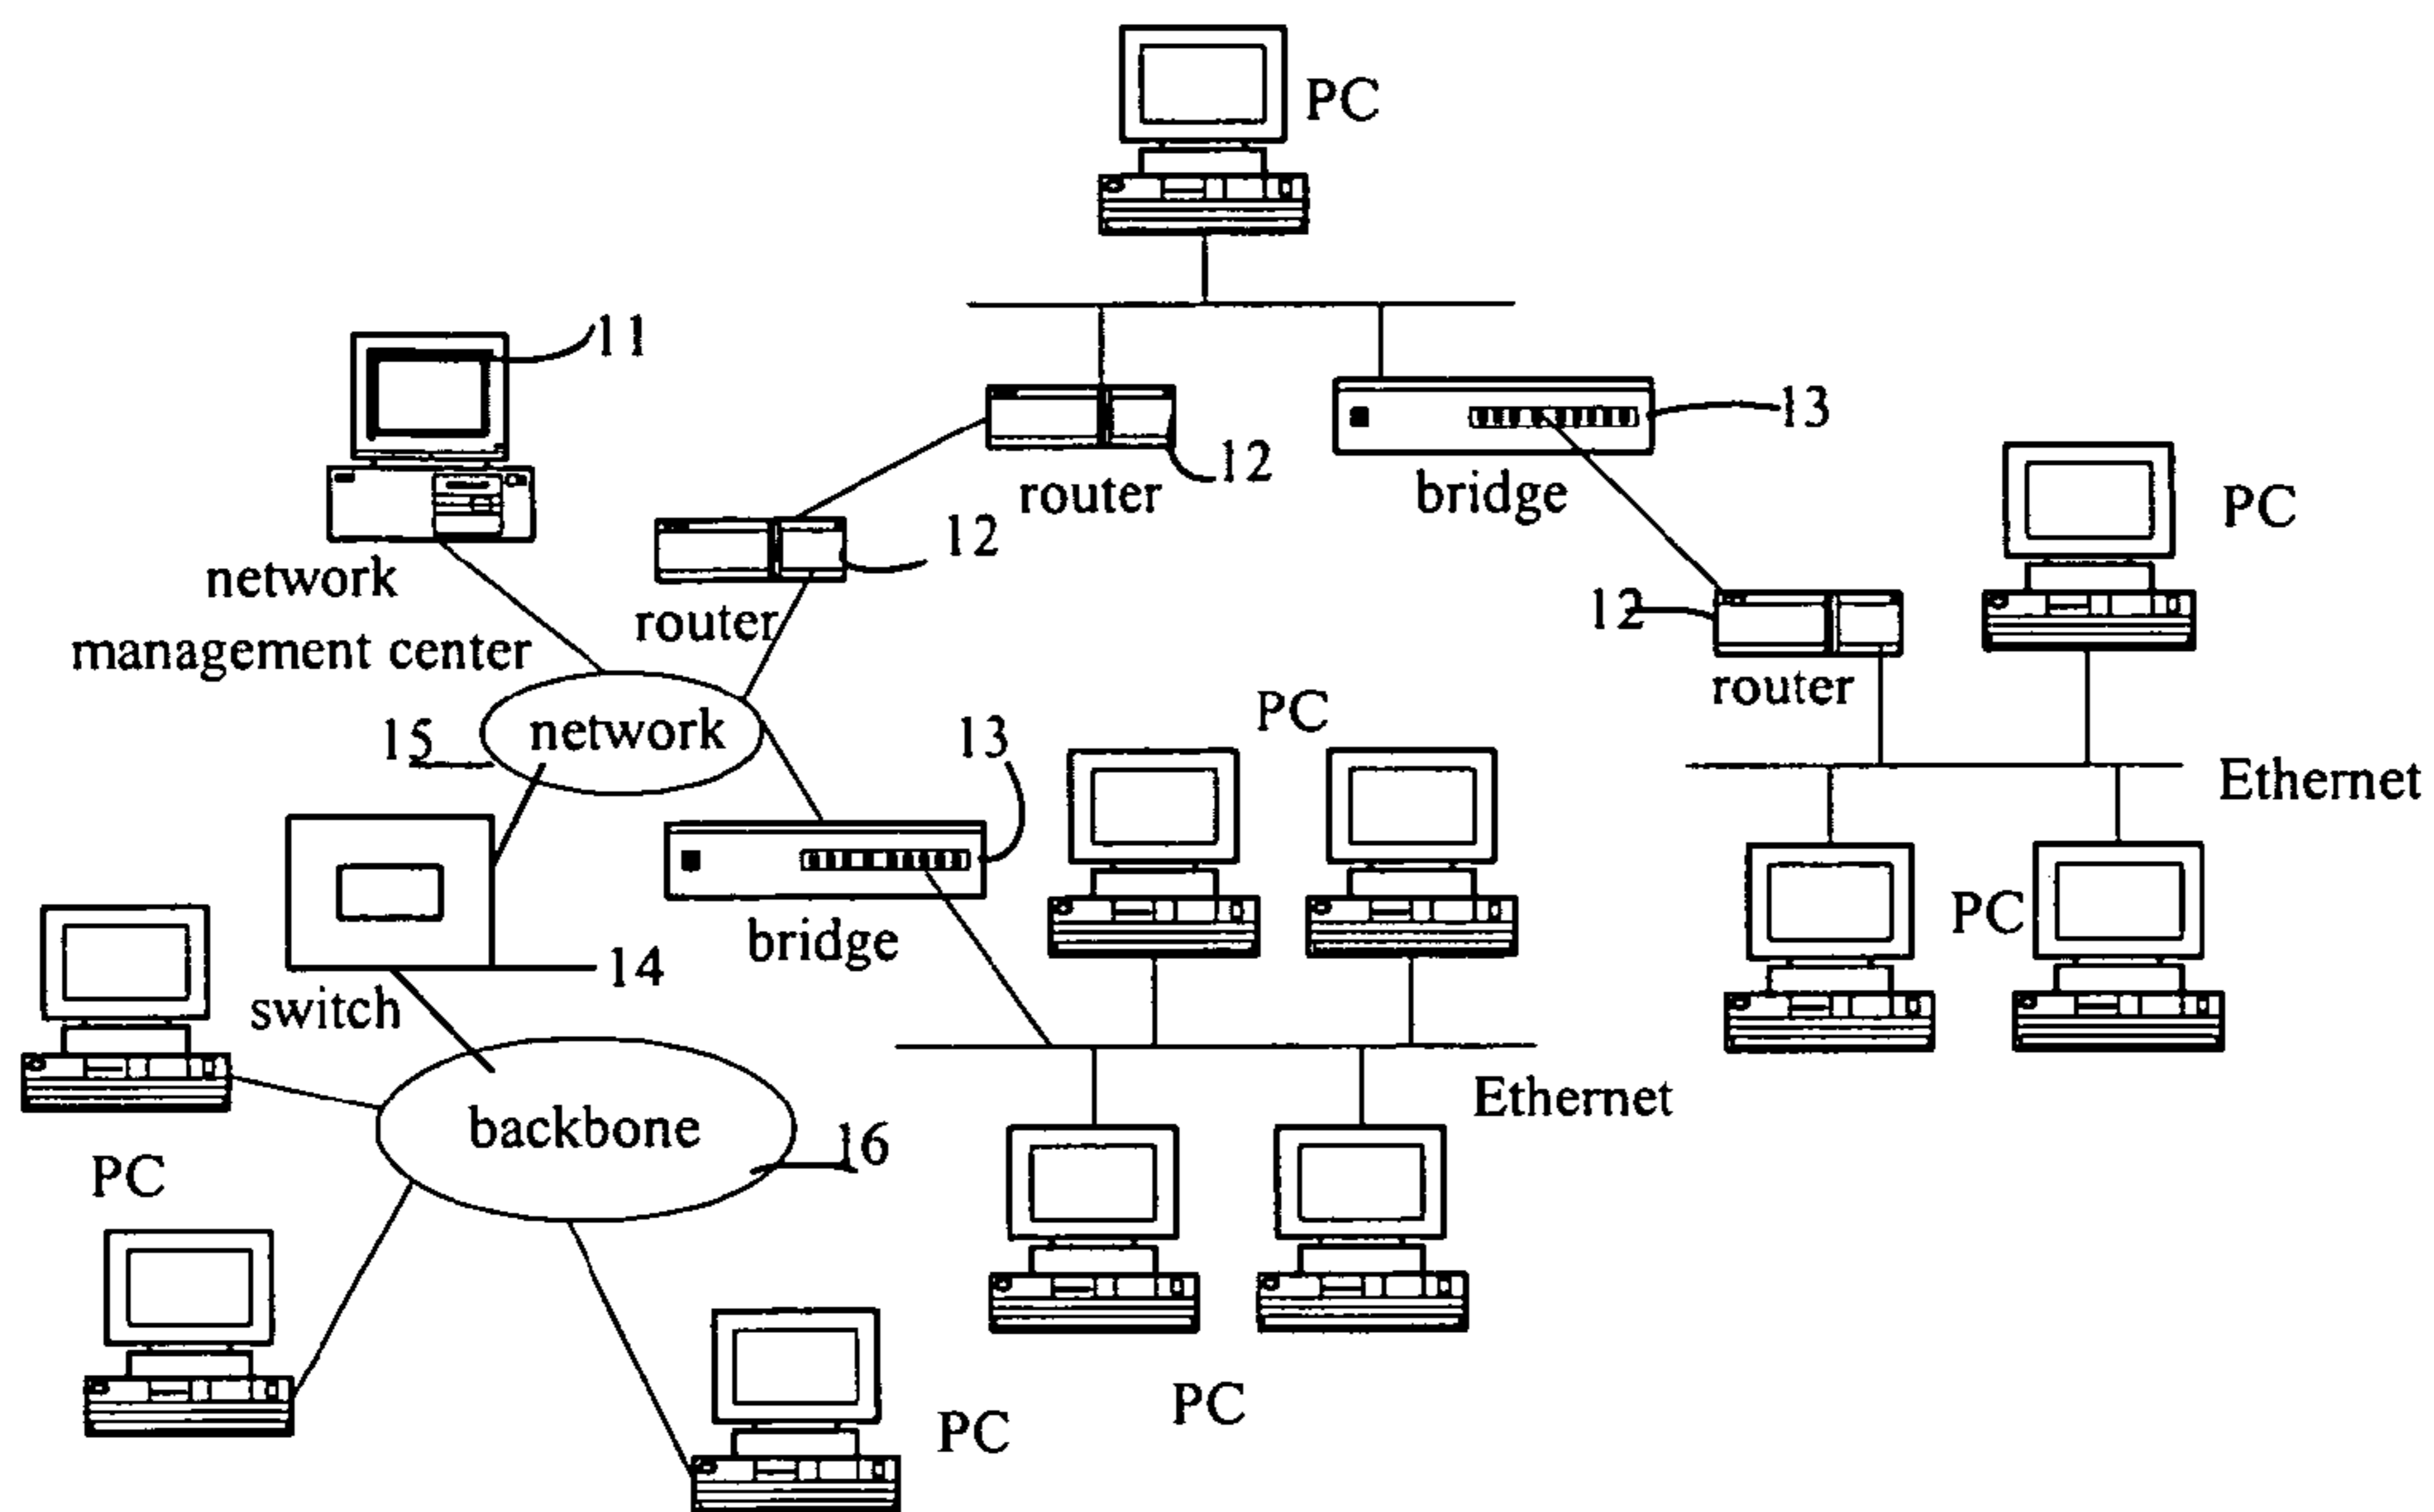 PC
11
13
12
router
bridge
PC
12
network
management center
router
12
router
PC
15
network
13
Ethernet
PC
bridge
14
switch
Ethernet
backbone
16
PC
PC
PC